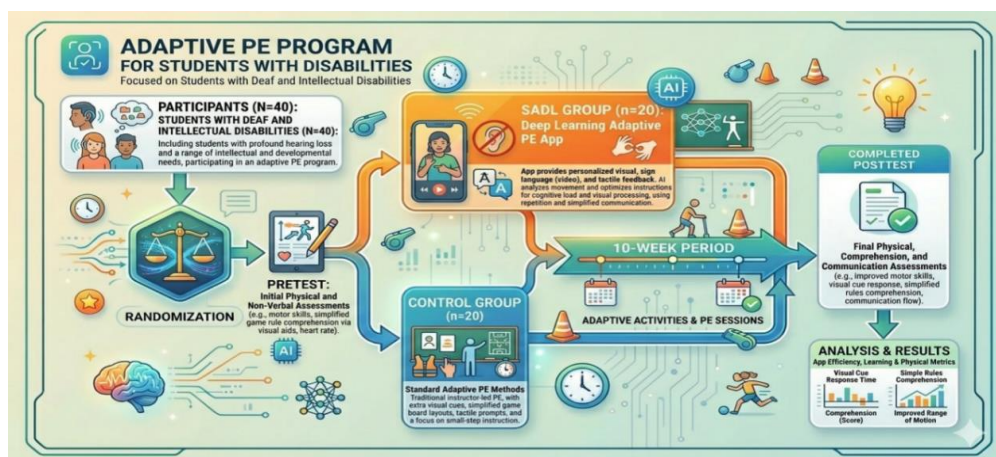 ADAPTIVE PE PROGRAM
FOR STUDENTS WITH DISABILITIES
Focused on Students with Deaf and Intellectual Disabilities
PARTICIPANTS (N=40):
STUDENTS WITH DEAF AND
INTELLECTUAL DISABILITIES (N=40):
Including students with profound hearing loss
and a range of intellectual and developmental
needs, participating in an adaptive PE program.
RANDOMIZATION
PRETEST:
Initial Physical and
Non-Verbal Assessments
(e.g., motor skills, simplified
game rule comprehension via
visual aids, heart rate).
AI
SADL GROUP (n=20):
Deep Learning Adaptive
PE App
A
A
App provides personalized visual, sign
language (video), and tactile feedback. AI
analyzes movement and optimizes instructions
for cognitive load and visual processing, using
repetition and simplified communication.
AI
CONTROL GROUP
(n=20)
Standard Adaptive PE Methods
Traditional instructor-led PE, with
extra visual cues, simplified game
board layouts, tactile prompts, and
a focus on small-step instruction.
10-WEEK PERIOD
ADAPTIVE ACTIVITIES & PE SESSIONS
COMPLETED
POSTTEST
Final Physical,
Comprehension, and
Communication Assessments
(e.g., improved motor skills,
visual cue response, simplified
rules comprehension,
communication flow).
ANALYSIS & RESULTS
App Efficiency, Learning & Physical Metrics
Visual Cue
Response Time
Simple Rules
Comprehension
Comprehension
(Score)
Improved Range
of Motion